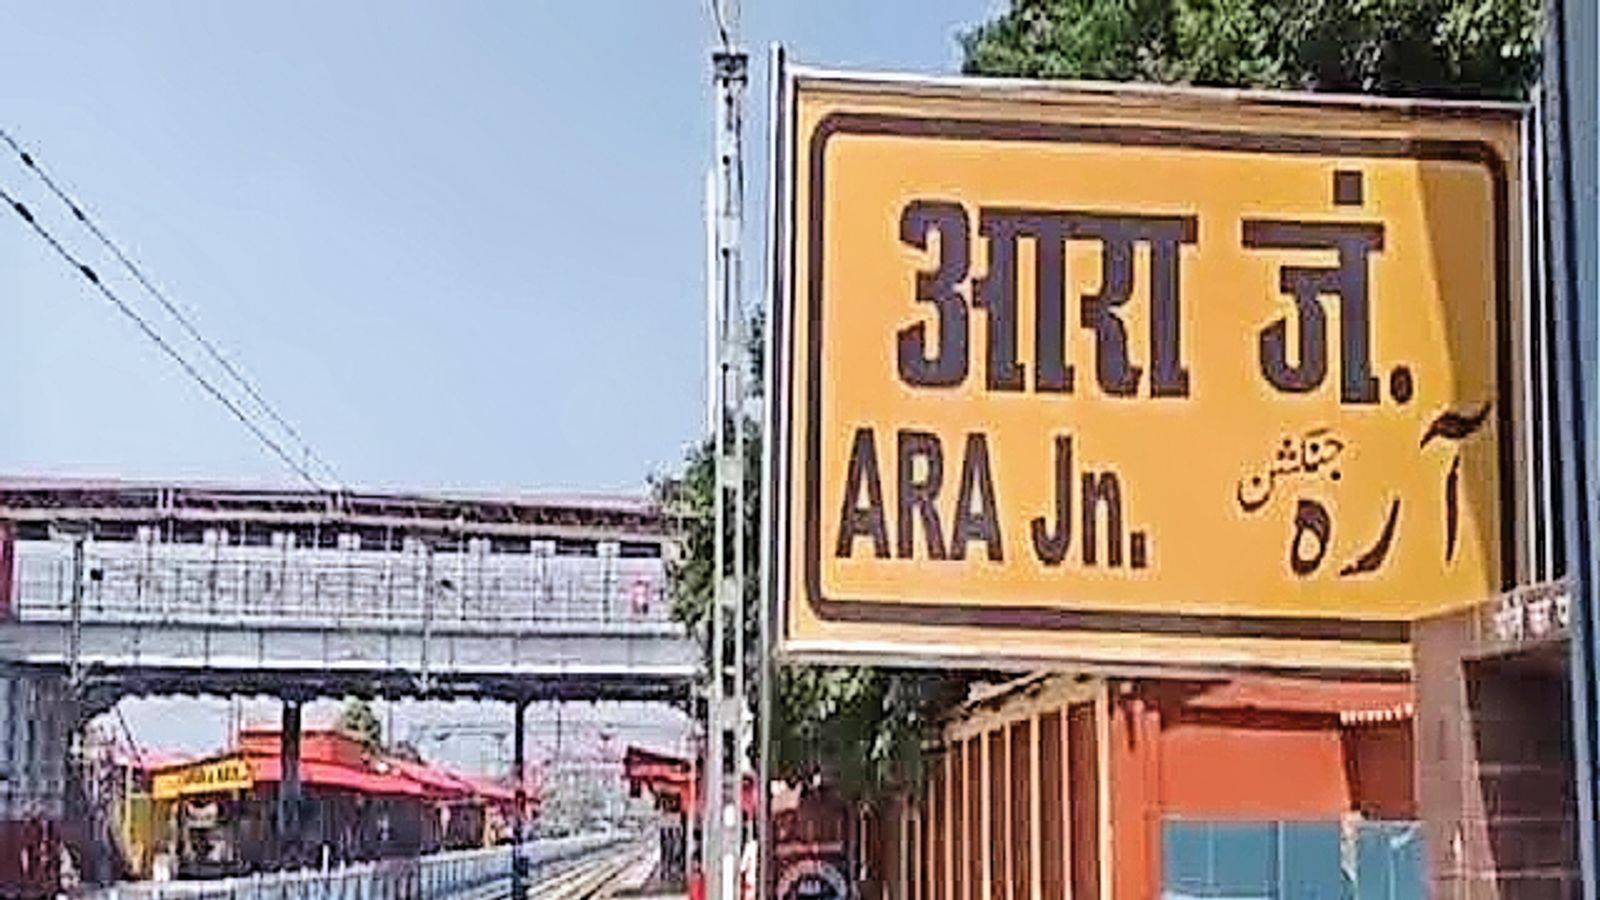 आरा जं.
ARA Jn.
آرہ جنکشن